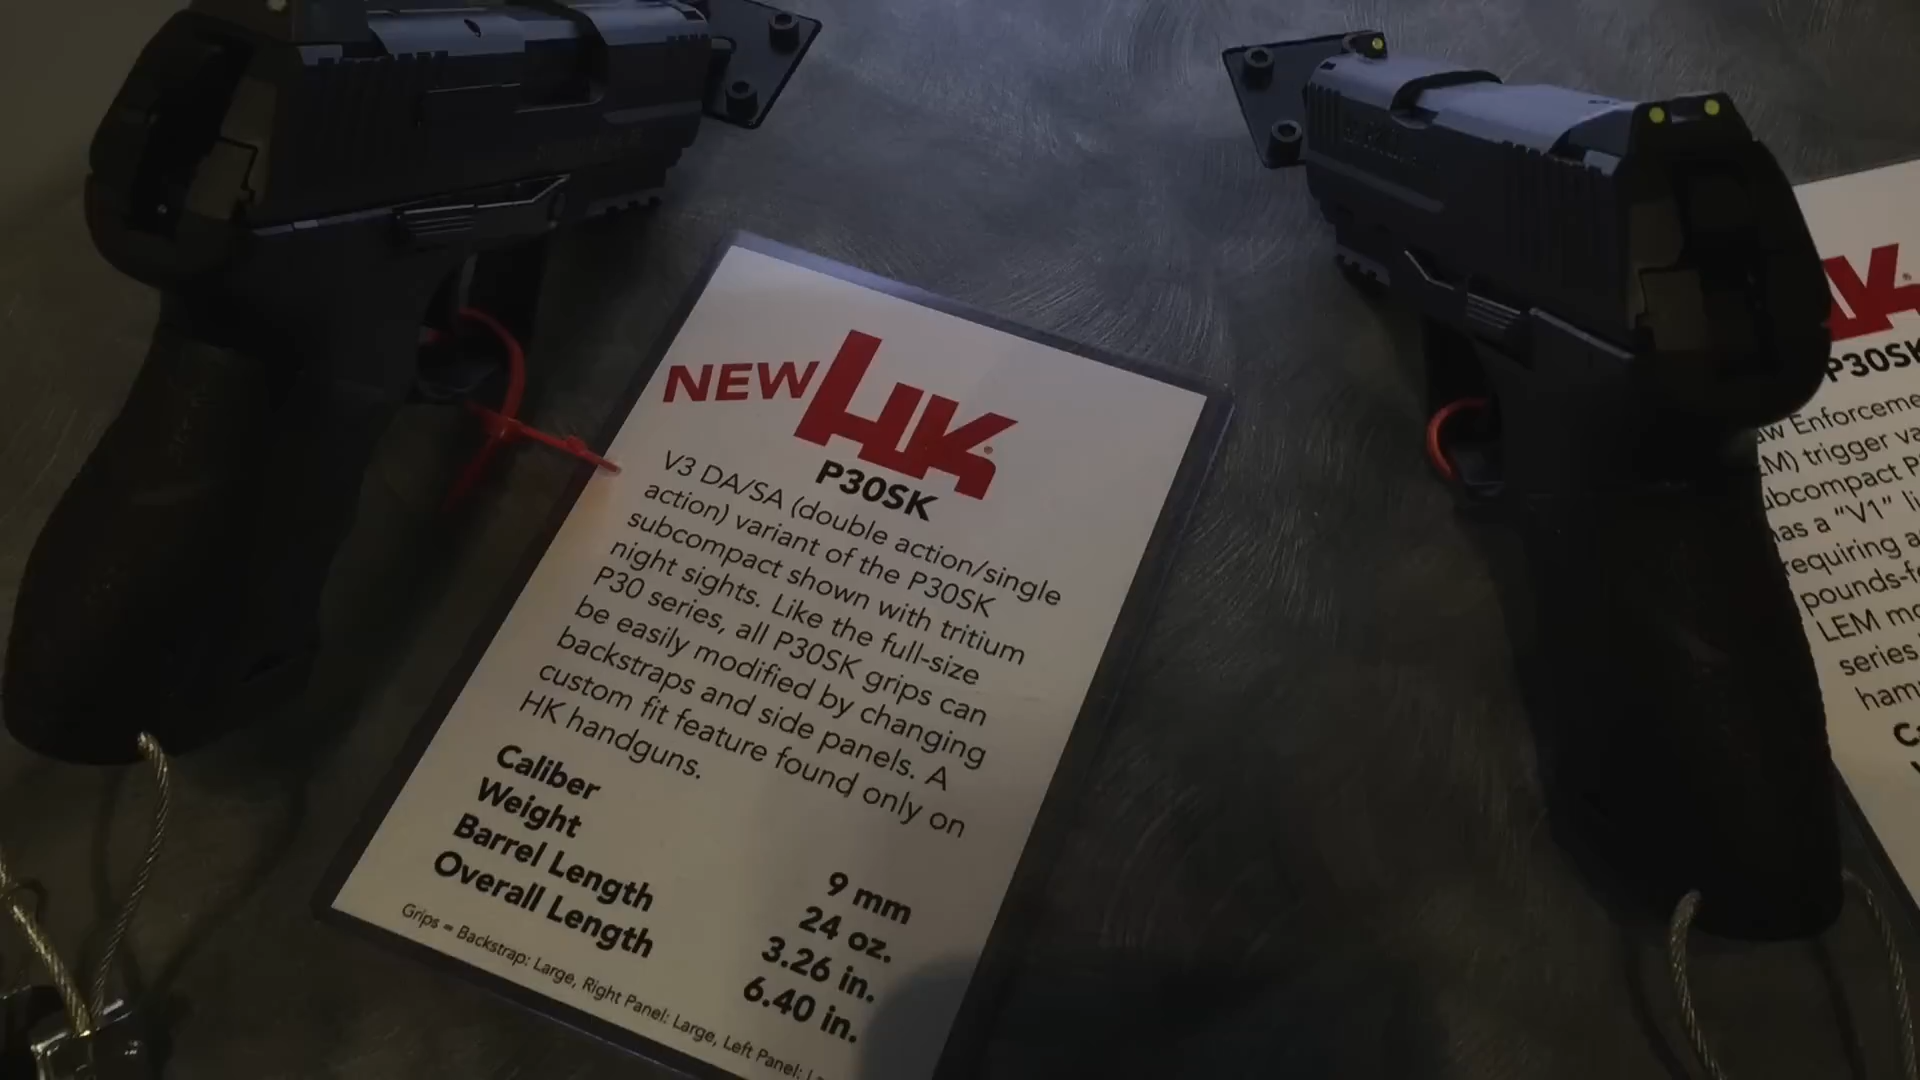 NEW HK
P30SK
V3 DA/SA (double action/single
action) variant of the P30SK
subcompact shown with tritium
night sights. Like the full-size
P30 series, all P30SK grips can
be easily modified by changing
backstraps and side panels. A
custom fit feature found only on
HK handguns.
Caliber 9 mm
Weight 24 oz.
Barrel Length 3.26 in.
Overall Length 6.40 in.
Grips = Backstrap: Large, Right Panel: Large, Left Panel:
P30SK
Enforceme
trigger va
has a "V1" li
requiring a
pounds-f
LEM mo
series